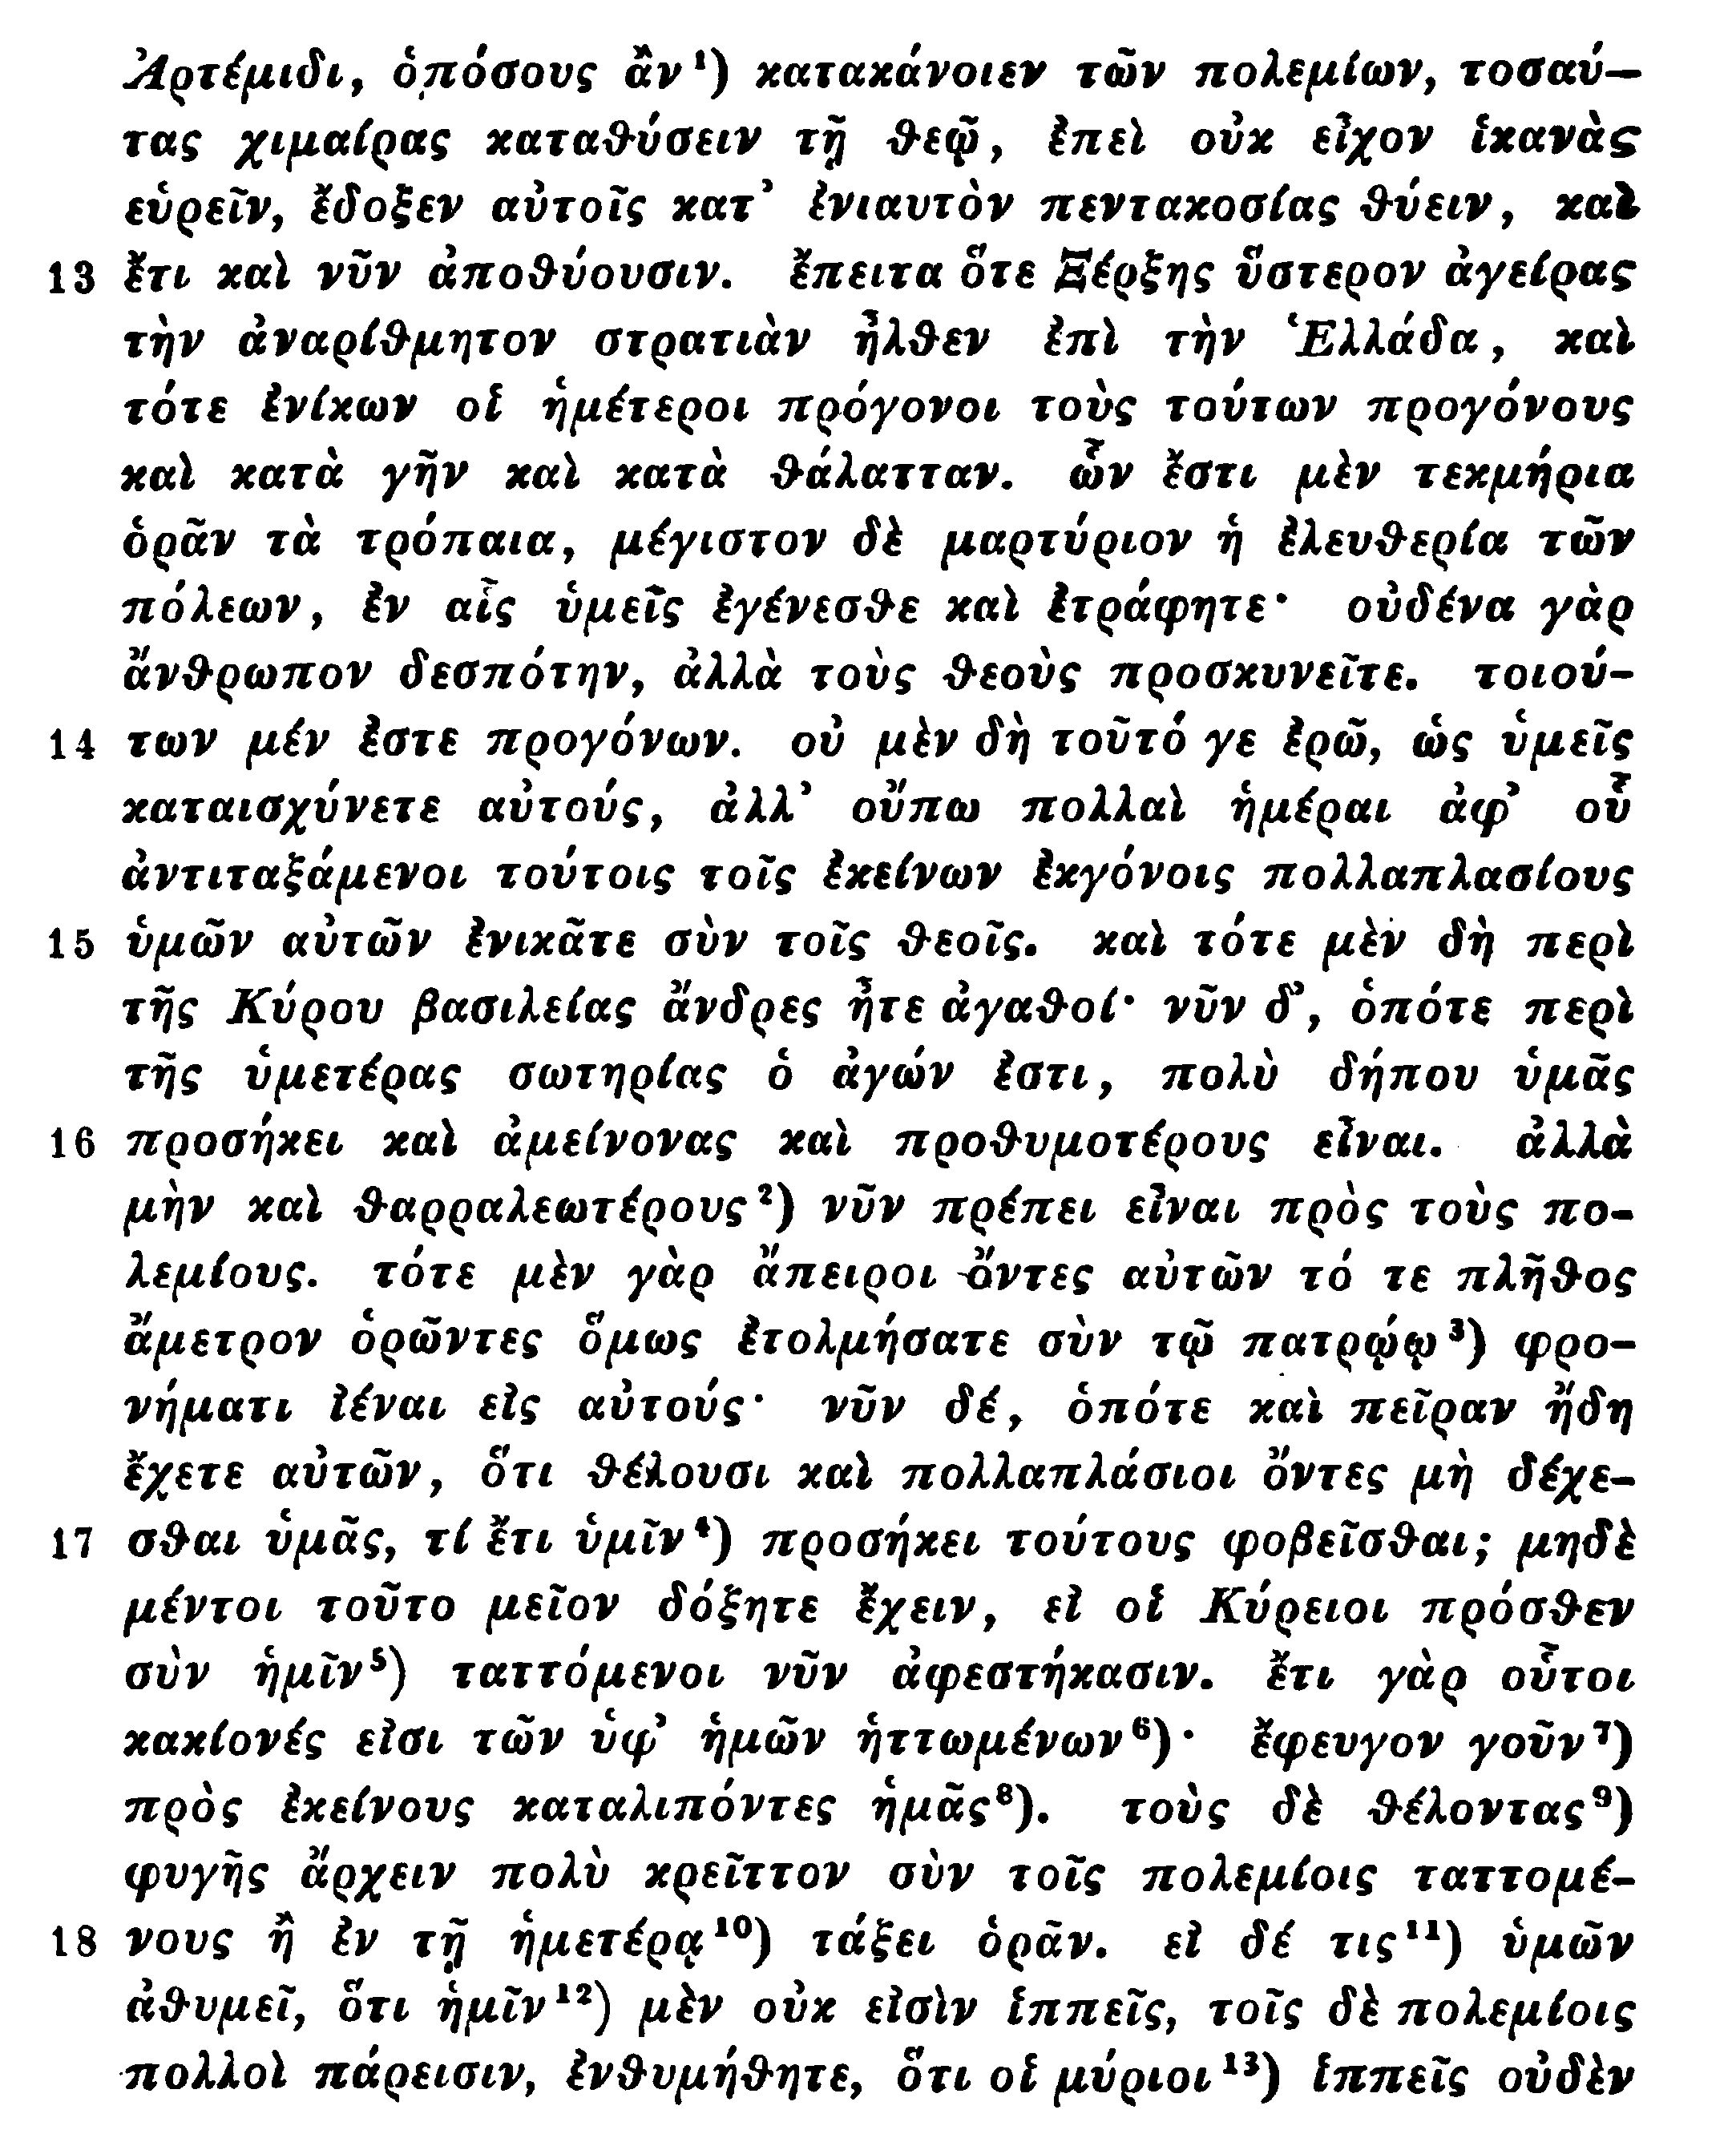 Ἀρτέμιδι, ὁπόσους ἂν¹) κατακάνοιεν τῶν πολεμίων, τοσαύ-
τας χιμαίρας καταθύσειν τῇ θεῷ, ἐπεὶ οὐκ εἶχον ἱκανὰς
εὑρεῖν, ἔδοξεν αὐτοῖς κατ’ ἐνιαυτὸν πεντακοσίας θύειν, καὶ
13 ἔτι καὶ νῦν ἀποθύουσιν. ἔπειτα ὅτε Ξέρξης ὕστερον ἀγείρας
τὴν ἀναρίθμητον στρατιὰν ἦλθεν ἐπὶ τὴν Ἑλλάδα, καὶ
τότε ἐνίκων οἱ ἡμέτεροι πρόγονοι τοὺς τούτων προγόνους
καὶ κατὰ γῆν καὶ κατὰ θάλατταν. ὧν ἔστι μὲν τεκμήρια
ὁρᾶν τὰ τρόπαια, μέγιστον δὲ μαρτύριον ἡ ἐλευθερία τῶν
πόλεων, ἐν αἷς ὑμεῖς ἐγένεσθε καὶ ἐτράφητε· οὐδένα γὰρ
ἄνθρωπον δεσπότην, ἀλλὰ τοὺς θεοὺς προσκυνεῖτε. τοιού-
14 των μέν ἐστε προγόνων. οὐ μὲν δὴ τοῦτό γε ἐρῶ, ὡς ὑμεῖς
καταισχύνετε αὐτούς, ἀλλ’ οὔπω πολλαὶ ἡμέραι ἀφ’ οὗ
ἀντιταξάμενοι τούτοις τοῖς ἐκείνων ἐκγόνοις πολλαπλασίους
15 ὑμῶν αὐτῶν ἐνικᾶτε σὺν τοῖς θεοῖς. καὶ τότε μὲν δὴ περὶ
τῆς Κύρου βασιλείας ἄνδρες ἦτε ἀγαθοί· νῦν δ’, ὁπότε περὶ
τῆς ὑμετέρας σωτηρίας ὁ ἀγών ἐστι, πολὺ δήπου ὑμᾶς
16 προσήκει καὶ ἀμείνονας καὶ προθυμοτέρους εἶναι. ἀλλὰ
μὴν καὶ θαρραλεωτέρους²) νῦν πρέπει εἶναι πρὸς τοὺς πο-
λεμίους. τότε μὲν γὰρ ἄπειροι ὄντες αὐτῶν τό τε πλῆθος
ἄμετρον ὁρῶντες ὅμως ἐτολμήσατε σὺν τῷ πατρῴῳ³) φρο-
νήματι ἰέναι εἰς αὐτούς· νῦν δέ, ὁπότε καὶ πεῖραν ἤδη
ἔχετε αὐτῶν, ὅτι θέλουσι καὶ πολλαπλάσιοι ὄντες μὴ δέχε-
17 σθαι ὑμᾶς, τί ἔτι ὑμῖν⁴) προσήκει τούτους φοβεῖσθαι; μηδὲ
μέντοι τοῦτο μεῖον δόξητε ἔχειν, εἰ οἱ Κύρειοι πρόσθεν
σὺν ἡμῖν⁵) ταττόμενοι νῦν ἀφεστήκασιν. ἔτι γὰρ οὗτοι
κακίονές εἰσι τῶν ὑφ’ ἡμῶν ἡττωμένων⁶)· ἔφευγον γοῦν⁷)
πρὸς ἐκείνους καταλιπόντες ἡμᾶς⁸). τοὺς δὲ θέλοντας⁹)
φυγῆς ἄρχειν πολὺ κρεῖττον σὺν τοῖς πολεμίοις ταττομέ-
18 νους ἢ ἐν τῇ ἡμετέρᾳ¹⁰) τάξει ὁρᾶν. εἰ δέ τις¹¹) ὑμῶν
ἀθυμεῖ, ὅτι ἡμῖν¹²) μὲν οὐκ εἰσὶν ἱππεῖς, τοῖς δὲ πολεμίοις
πολλοὶ πάρεισιν, ἐνθυμήθητε, ὅτι οἱ μύριοι¹³) ἱππεῖς οὐδὲν